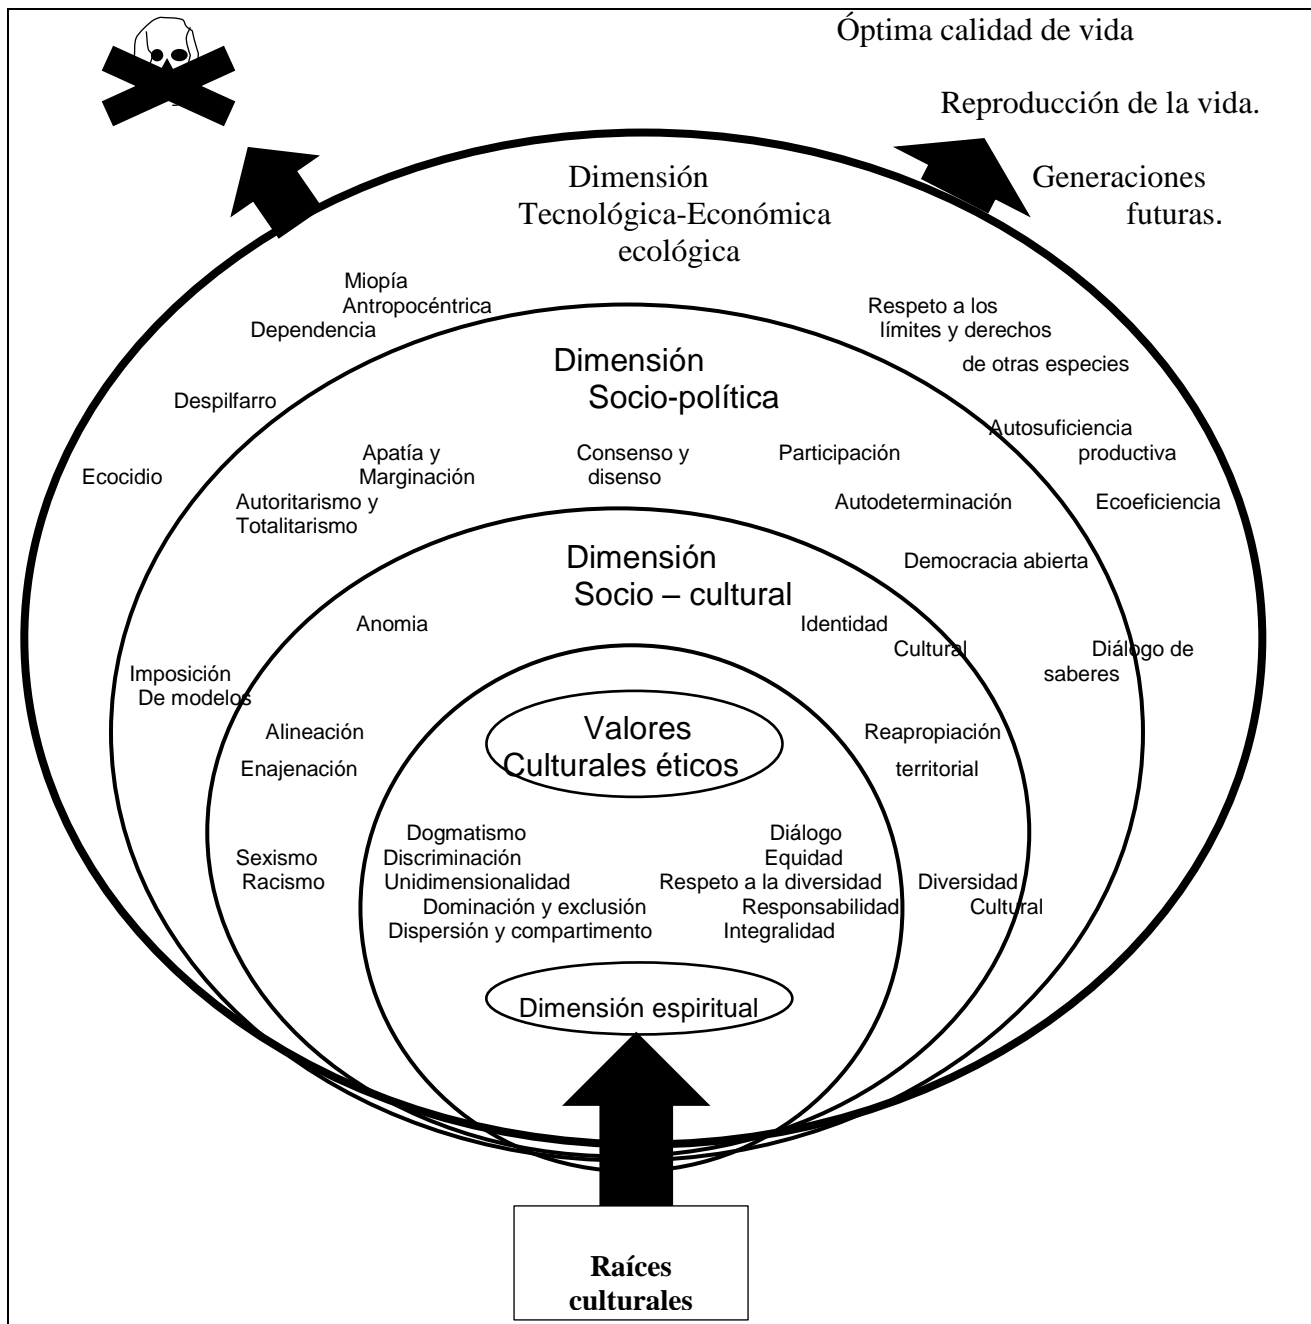 Óptima calidad de vida
Reproducción de la vida.
Generaciones
futuras.
Dimensión
Tecnológica-Económica
ecológica
Miopía
Antropocéntrica
Dependencia
Respeto a los
límites y derechos
de otras especies
Despilfarro
Ecocidio
Autosuficiencia
productiva
Ecoeficiencia
Dimensión
Socio-política
Apatía y
Marginación
Consenso y
disenso
Participación
Autoritarismo y
Totalitarismo
Autodeterminación
Democracia abierta
Dimensión
Socio – cultural
Anomia
Identidad
Cultural
Diálogo de
saberes
Imposición
De modelos
Alineación
Enajenación
Valores
Culturales éticos
Reapropiación
territorial
Sexismo
Racismo
Dogmatismo
Discriminación
Unidimensionalidad
Dominación y exclusión
Dispersión y compartimento
Diálogo
Equidad
Respeto a la diversidad
Responsabilidad
Integralidad
Diversidad
Cultural
Dimensión espiritual
Raíces
culturales